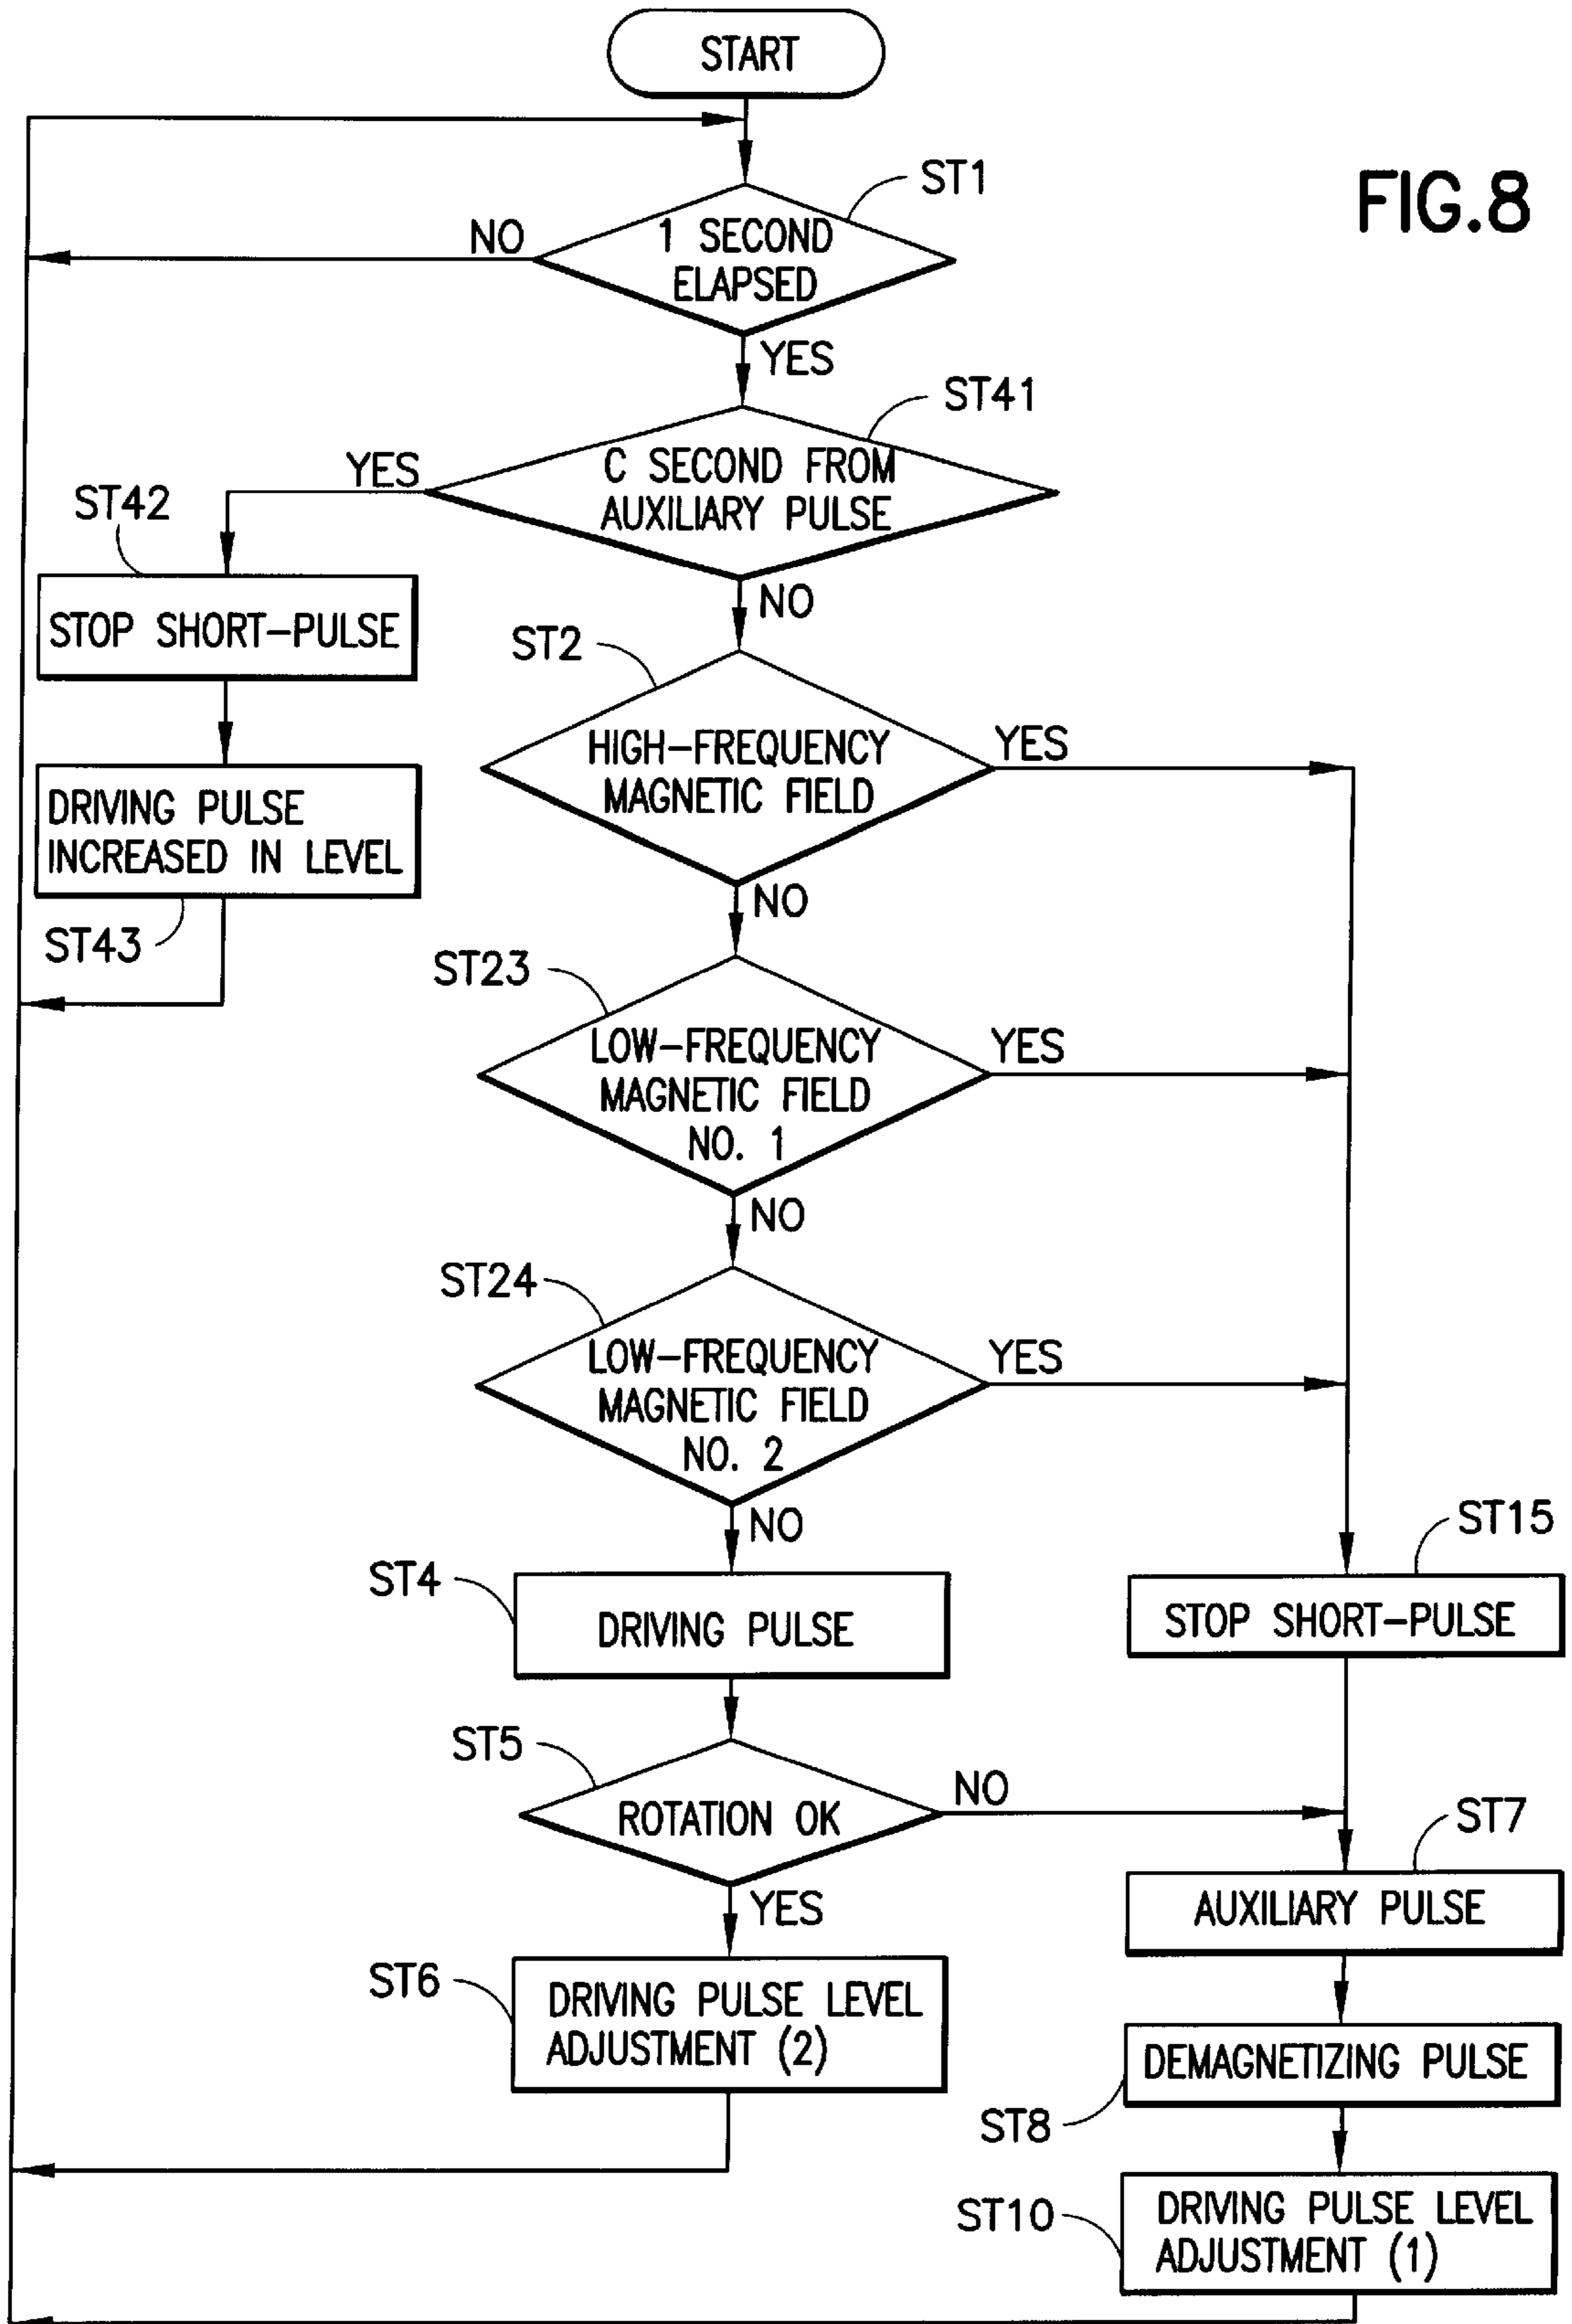 START
FIG.8
ST1
NO
1 SECOND
ELAPSED
YES
ST41
YES
C SECOND FROM
AUXILIARY PULSE
ST42
NO
STOP SHORT-PULSE
ST2
HIGH-FREQUENCY
MAGNETIC FIELD
YES
DRIVING PULSE
INCREASED IN LEVEL
NO
ST43
ST23
LOW-FREQUENCY
MAGNETIC FIELD
NO. 1
YES
NO
ST24
LOW-FREQUENCY
MAGNETIC FIELD
NO. 2
YES
NO
ST15
ST4
DRIVING PULSE
STOP SHORT-PULSE
ST5
ROTATION OK
NO
ST7
YES
AUXILIARY PULSE
ST6
DRIVING PULSE LEVEL
ADJUSTMENT (2)
DEMAGNETIZING PULSE
ST8
ST10
DRIVING PULSE LEVEL
ADJUSTMENT (1)